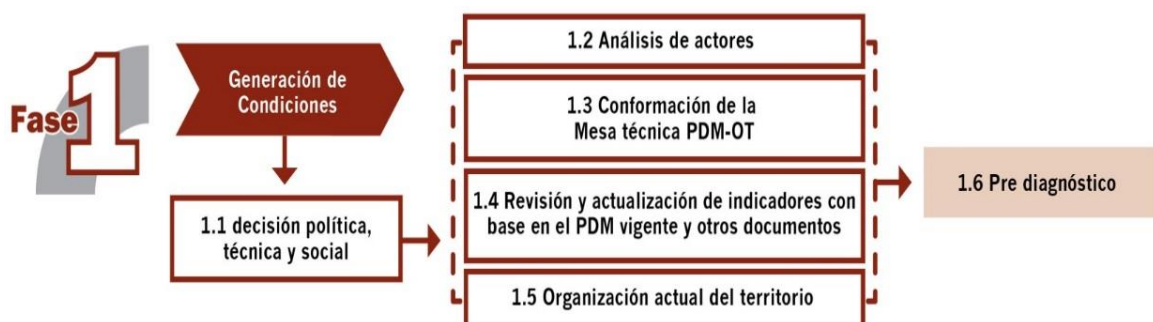 Fase 1
Generación de
Condiciones
1.1 decisión política,
técnica y social
1.2 Análisis de actores
1.3 Conformación de la
Mesa técnica PDM-OT
1.4 Revisión y actualización de indicadores con
base en el PDM vigente y otros documentos
1.5 Organización actual del territorio
1.6 Pre diagnóstico